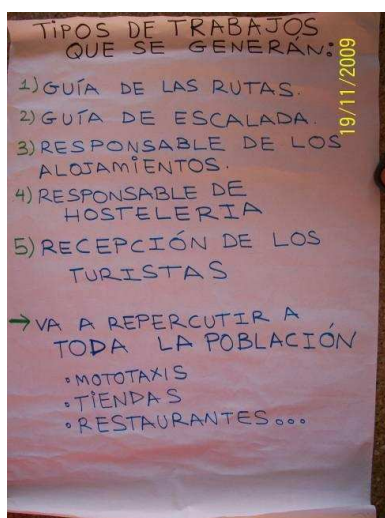 TIPOS DE TRABAJOS
QUE SE GENERÁN:
1) GUÍA DE LAS RUTAS.
2) GUÍA DE ESCALADA.
3) RESPONSABLE DE LOS
ALOJAMIENTOS.
4) RESPONSABLE DE
HOSTELERIA
5) RECEPCIÓN DE LOS
TURISTAS
→ VA A REPERCUTIR A
TODA LA POBLACIÓN
• MOTOTAXIS
• TIENDAS
• RESTAURANTES...
19/11/2009